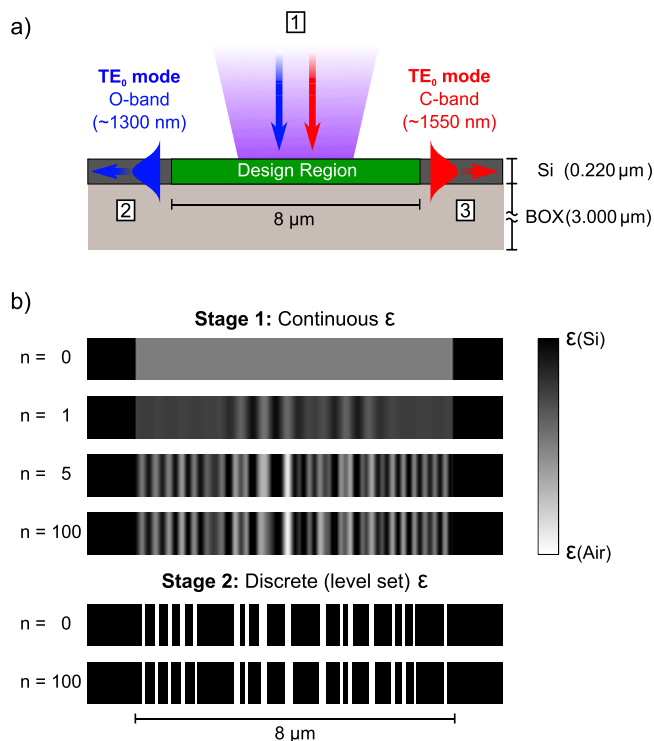 a)
1
TE₀ mode
O-band
(~1300 nm)
TE₀ mode
C-band
(~1550 nm)
Design Region
Si (0.220 μm)
2
3
8 μm
BOX (3.000 μm)
b)
Stage 1: Continuous ε
n = 0
n = 1
n = 5
n = 100
ε(Si)
ε(Air)
Stage 2: Discrete (level set) ε
n = 0
n = 100
8 μm